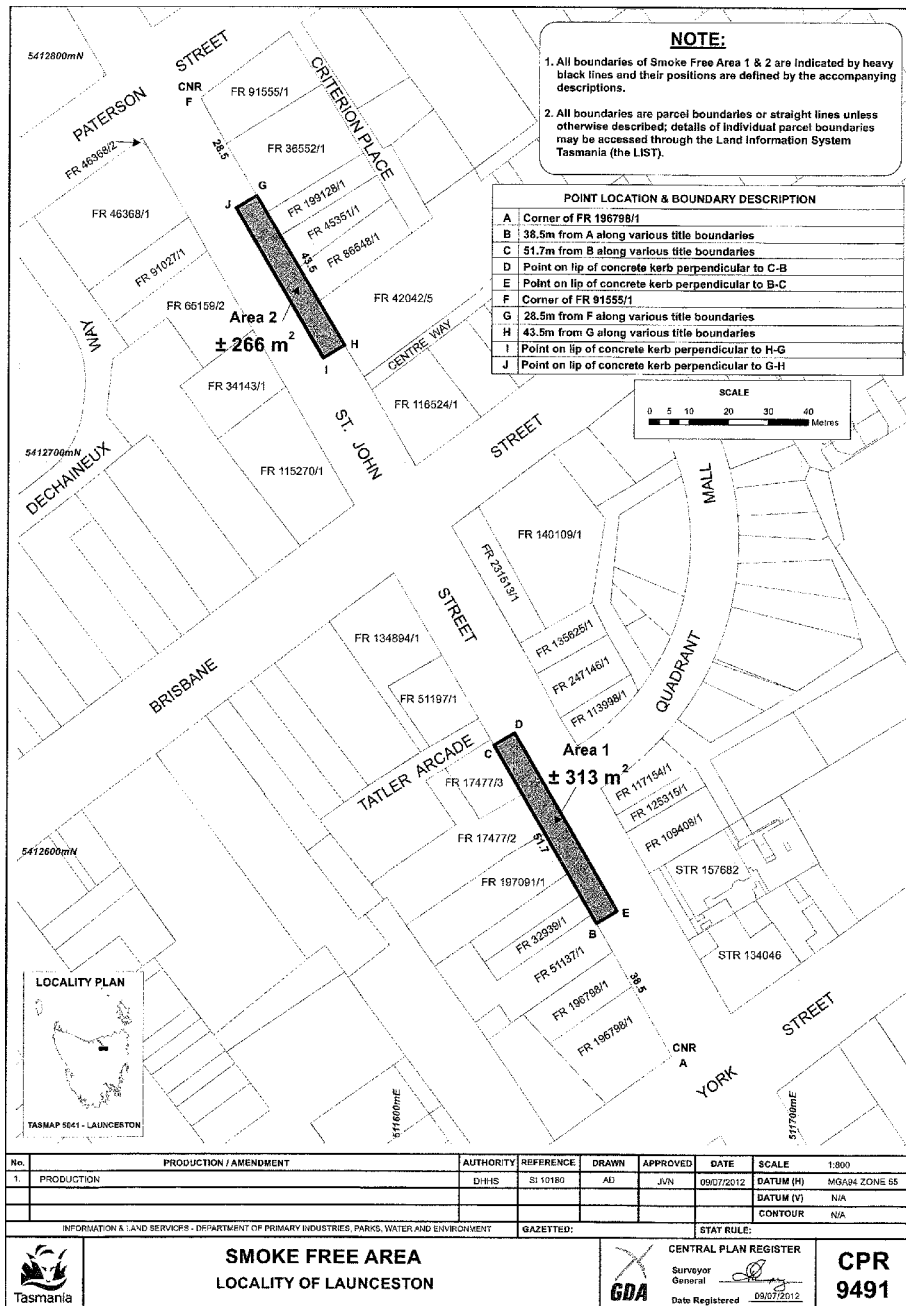 5412800mN
PATERSON
STREET
CNR
F
FR 91555/1
CRITERION PLACE
28.5
FR 36552/1
FR 46368/2
G
J
FR 199128/1
FR 45351/1
FR 86648/1
FR 46368/1
FR 91027/1
43.5
FR 65159/2
FR 42042/5
WAY
Area 2
± 266 m²
H
I
CENTRE WAY
FR 34143/1
FR 116524/1
ST. JOHN
STREET
5412700mN
DECHAINEUX
FR 115270/1
NOTE:
1. All boundaries of Smoke Free Area 1 & 2 are indicated by heavy
black lines and their positions are defined by the accompanying
descriptions.
2. All boundaries are parcel boundaries or straight lines unless
otherwise described; details of individual parcel boundaries
may be accessed through the Land Information System
Tasmania (the LIST).
POINT LOCATION & BOUNDARY DESCRIPTION
A Corner of FR 196798/1
B 38.5m from A along various title boundaries
C 51.7m from B along various title boundaries
D Point on lip of concrete kerb perpendicular to C-B
E Point on lip of concrete kerb perpendicular to B-C
F Corner of FR 91555/1
G 28.5m from F along various title boundaries
H 43.5m from G along various title boundaries
I Point on lip of concrete kerb perpendicular to H-G
J Point on lip of concrete kerb perpendicular to G-H
SCALE
0 5 10 20 30 40
Metres
MALL
FR 140109/1
FR 231513/1
STREET
FR 134894/1
FR 135625/1
FR 247146/1
FR 113998/1
QUADRANT
BRISBANE
FR 51197/1
D
C
TATLER ARCADE
Area 1
± 313 m²
FR 17477/3
FR 117154/1
FR 125315/1
FR 109408/1
5412600mN
FR 17477/2
51.7
FR 197091/1
STR 157682
E
B
FR 32939/1
FR 51137/1
STR 134046
38.5
FR 196798/1
FR 196798/1
STREET
CNR
A
YORK
LOCALITY PLAN
TASMAP 5041 - LAUNCESTON
511600mE
511700mE
No. PRODUCTION / AMENDMENT AUTHORITY REFERENCE DRAWN APPROVED DATE SCALE 1:800
1. PRODUCTION DHHS SI 10180 AD JVN 09/07/2012 DATUM (H) MGA94 ZONE 55
DATUM (V) N/A
CONTOUR N/A
INFORMATION & LAND SERVICES - DEPARTMENT OF PRIMARY INDUSTRIES, PARKS, WATER AND ENVIRONMENT GAZETTED: STAT RULE:
Tasmania
SMOKE FREE AREA
LOCALITY OF LAUNCESTON
GDA
CENTRAL PLAN REGISTER
Surveyor
General
Date Registered 09/07/2012
CPR
9491